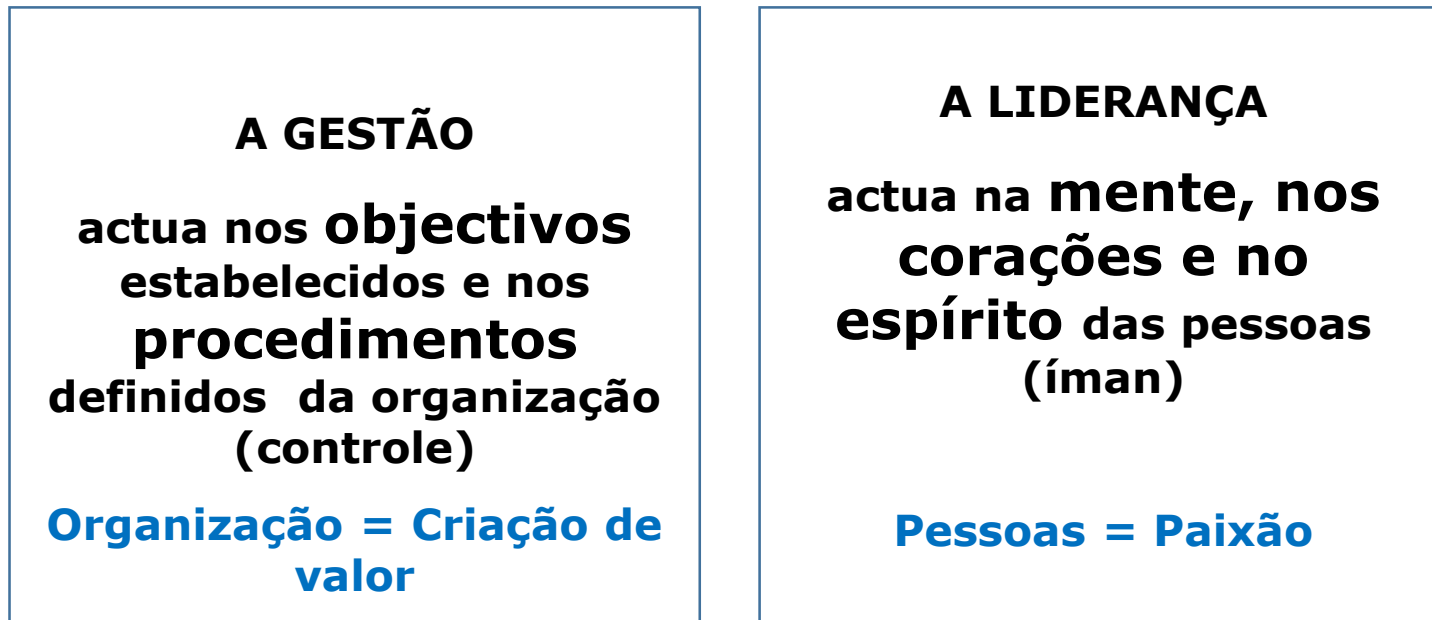 A GESTÃO
actua nos objectivos
estabelecidos e nos
procedimentos
definidos  da organização
(controle)
Organização = Criação de
valor
A LIDERANÇA
actua na mente, nos
corações e no
espírito das pessoas
(íman)
Pessoas = Paixão